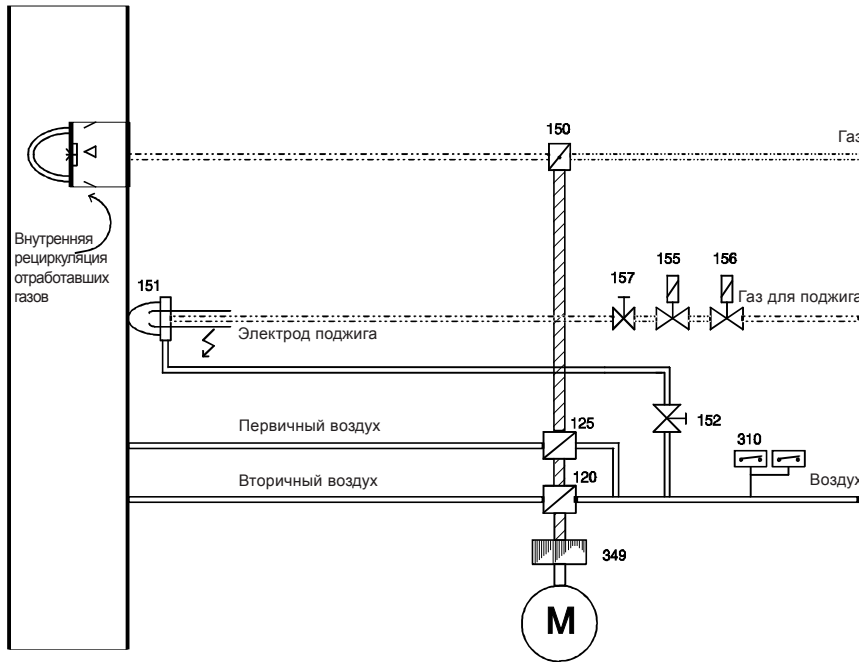 150
Газ
Внутренняя
рециркуляция
отработавших
газов
151
157
155
156
Газ для поджига
Электрод поджига
152
Первичный воздух
125
310
Вторичный воздух
120
Воздух
349
M